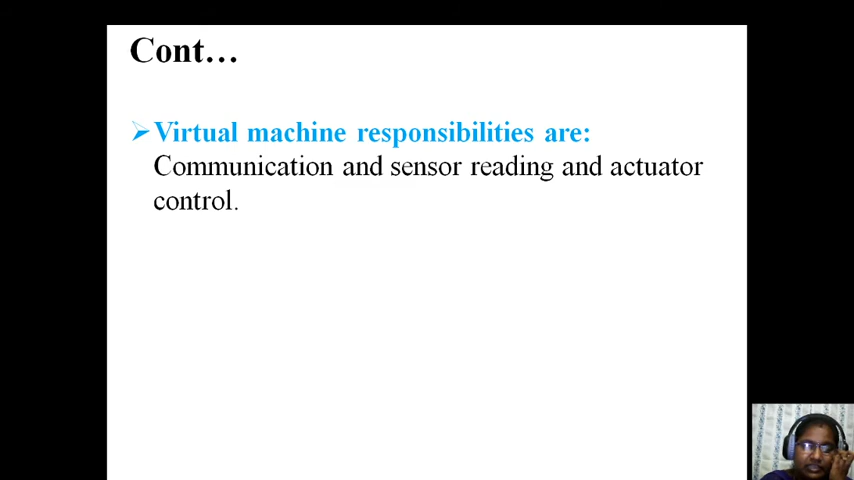 Cont…
➢Virtual machine responsibilities are:
Communication and sensor reading and actuator
control.